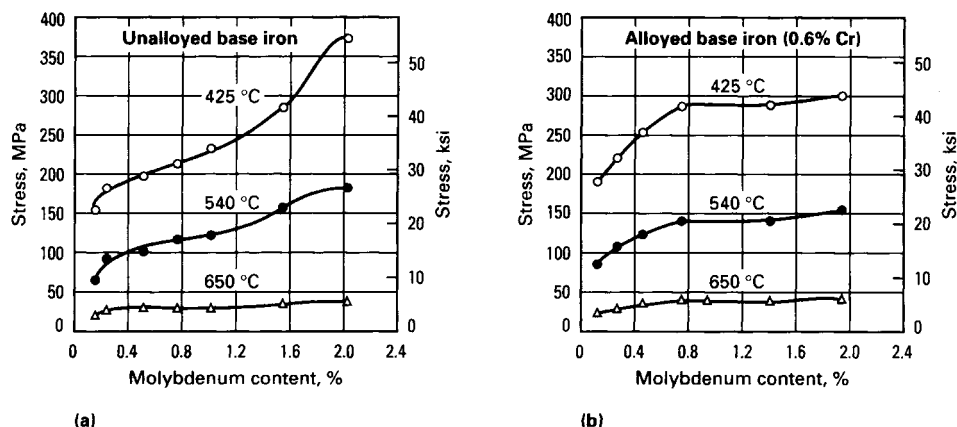 400
350
300
250
200
150
100
50
0
Stress, MPa
Unalloyed base iron
425 °C
540 °C
650 °C
50
40
30
20
10
0
Stress, ksi
0 0.4 0.8 1.2 1.6 2.0 2.4
Molybdenum content, %
(a)
400
350
300
250
200
150
100
50
0
Stress, MPa
Alloyed base iron (0.6% Cr)
425 °C
540 °C
650 °C
50
40
30
20
10
0
Stress, ksi
0 0.4 0.8 1.2 1.6 2.0 2.4
Molybdenum content, %
(b)